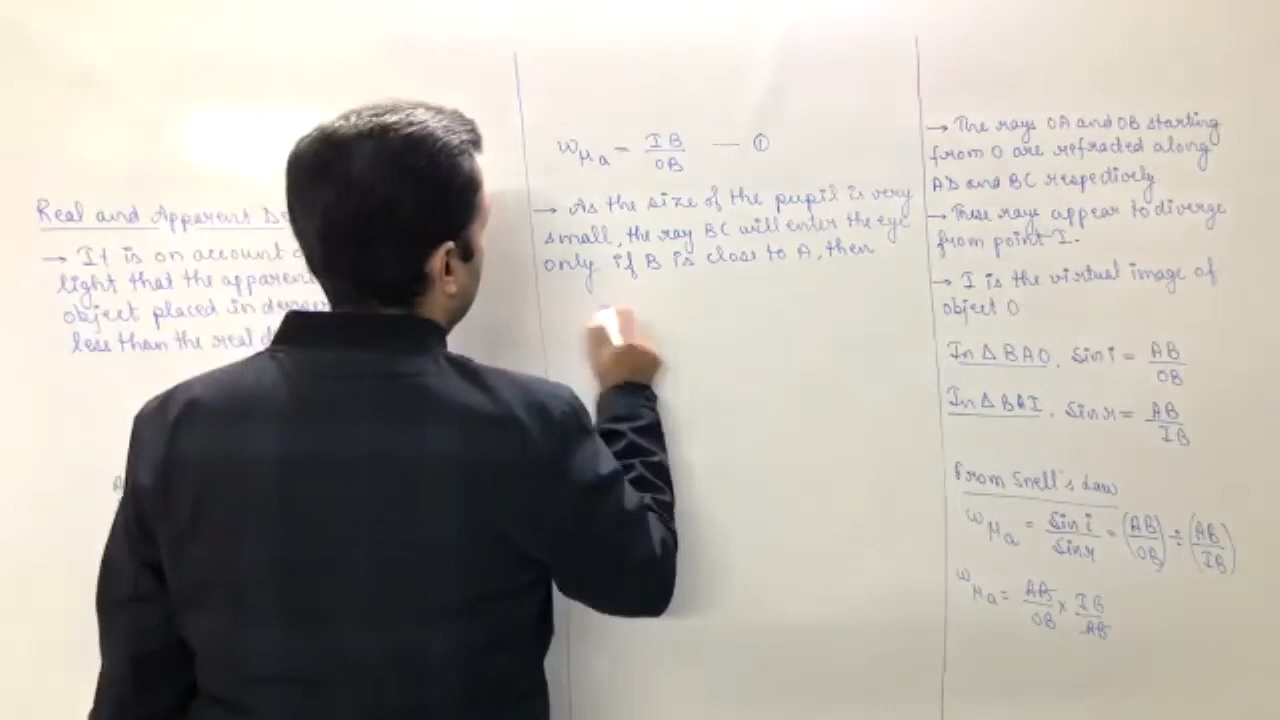 Real and Apparent De
→ It is on account o
light that the apparen
object placed in denser
less than the real d
ʷμₐ = IB/OB — ①
→ As the size of the pupil is very
small, the ray BC will enter the eye
only if B is close to A, then
→ The rays OA and OB starting
from O are refracted along
AD and BC respectively
→ These rays appear to diverge
from point I.
→ I is the virtual image of
object O
In Δ BAO, sin i = AB/OB
In Δ BAI, sin r = AB/IB
From Snell's Law
ʷμₐ = sin i/sin r = (AB/OB) ÷ (AB/IB)
ʷμₐ = AB/OB × IB/AB